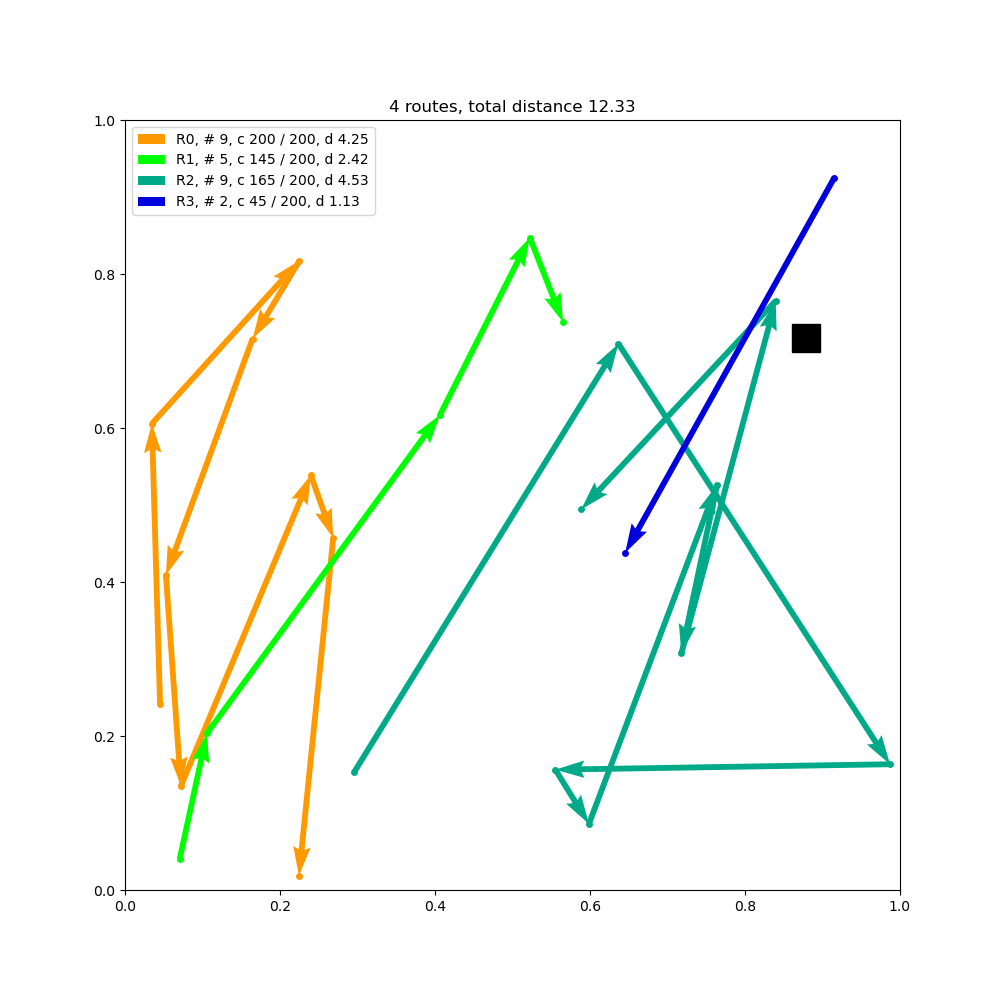 4 routes, total distance 12.33
R0, # 9, c 200 / 200, d 4.25
R1, # 5, c 145 / 200, d 2.42
R2, # 9, c 165 / 200, d 4.53
R3, # 2, c 45 / 200, d 1.13
1.0
0.8
0.6
0.4
0.2
0.0
0.0 0.2 0.4 0.6 0.8 1.0